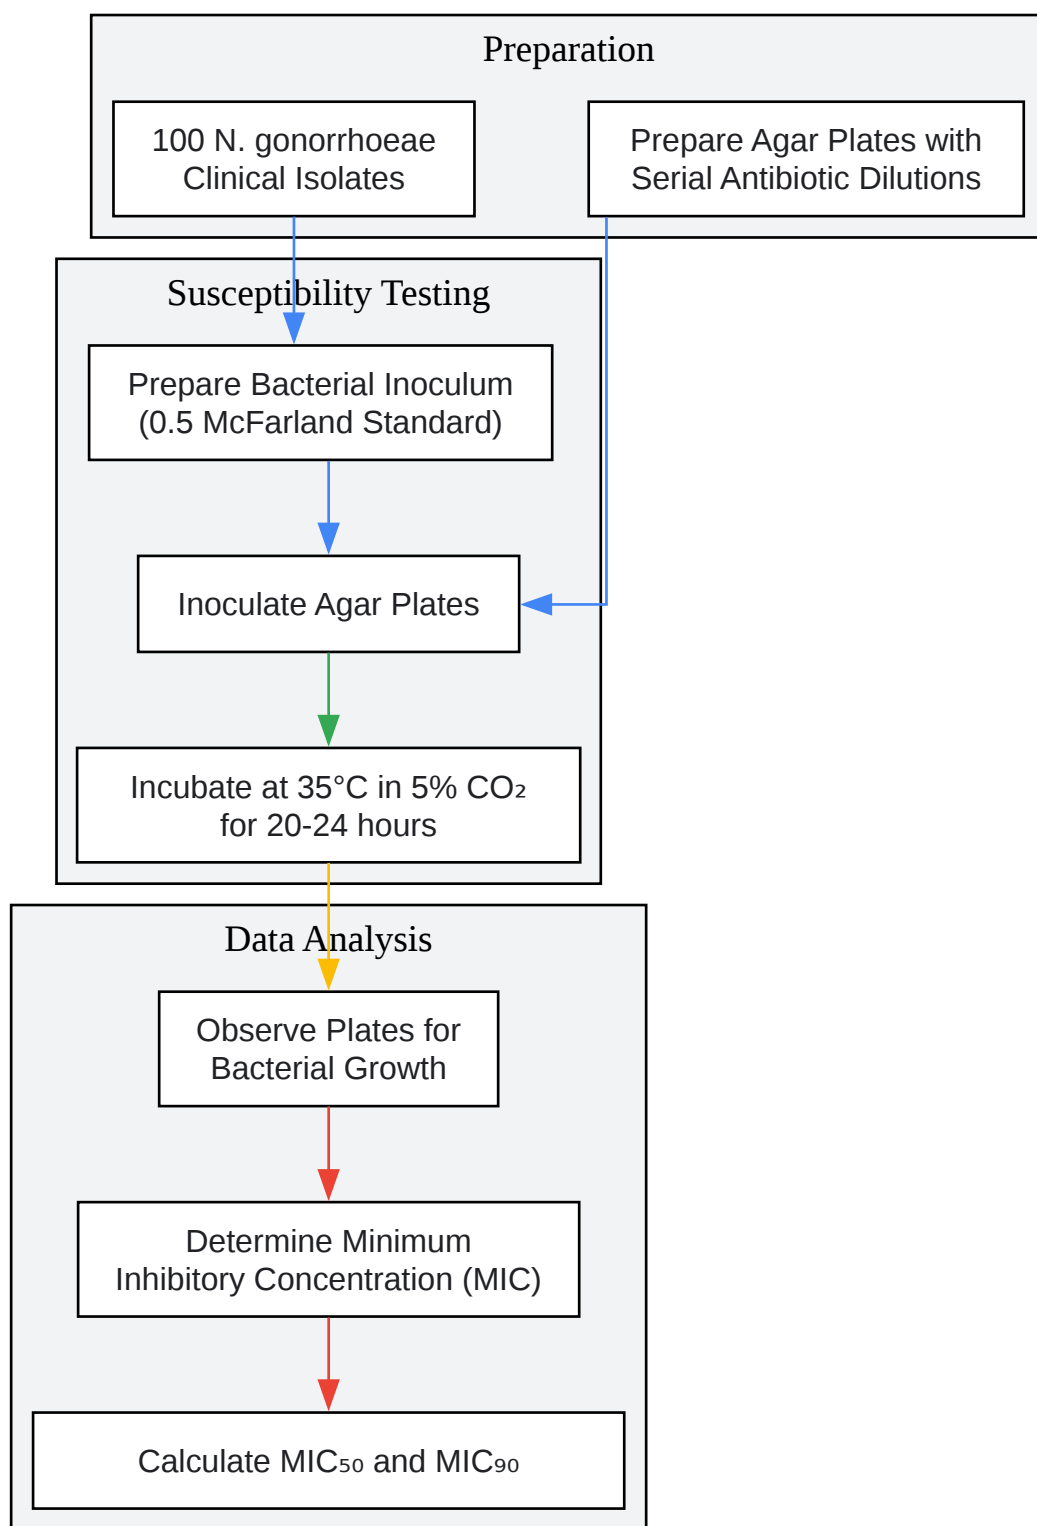 Preparation
100 N. gonorrhoeae
Clinical Isolates
Prepare Agar Plates with
Serial Antibiotic Dilutions
Susceptibility Testing
Prepare Bacterial Inoculum
(0.5 McFarland Standard)
Inoculate Agar Plates
Incubate at 35°C in 5% CO₂
for 20-24 hours
Data Analysis
Observe Plates for
Bacterial Growth
Determine Minimum
Inhibitory Concentration (MIC)
Calculate MIC₅₀ and MIC₉₀